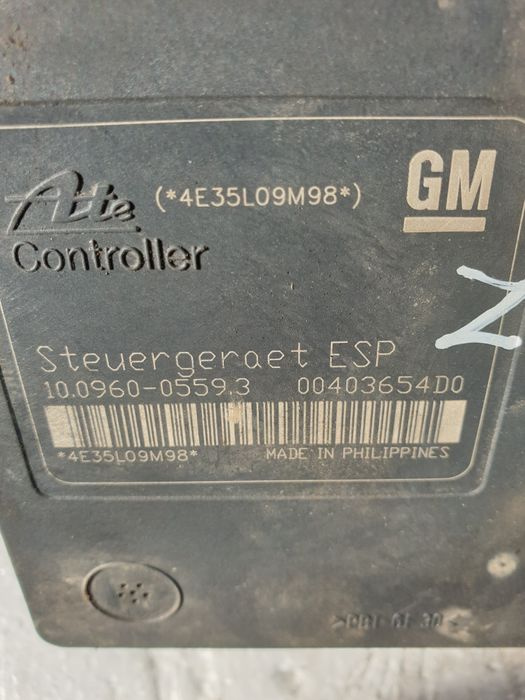 Ate (*4E35L09M98*) GM
Controller
Z
Steuergeraet ESP
10.0960-0559.3 00403654D0
*4E35L09M98* MADE IN PHILIPPINES